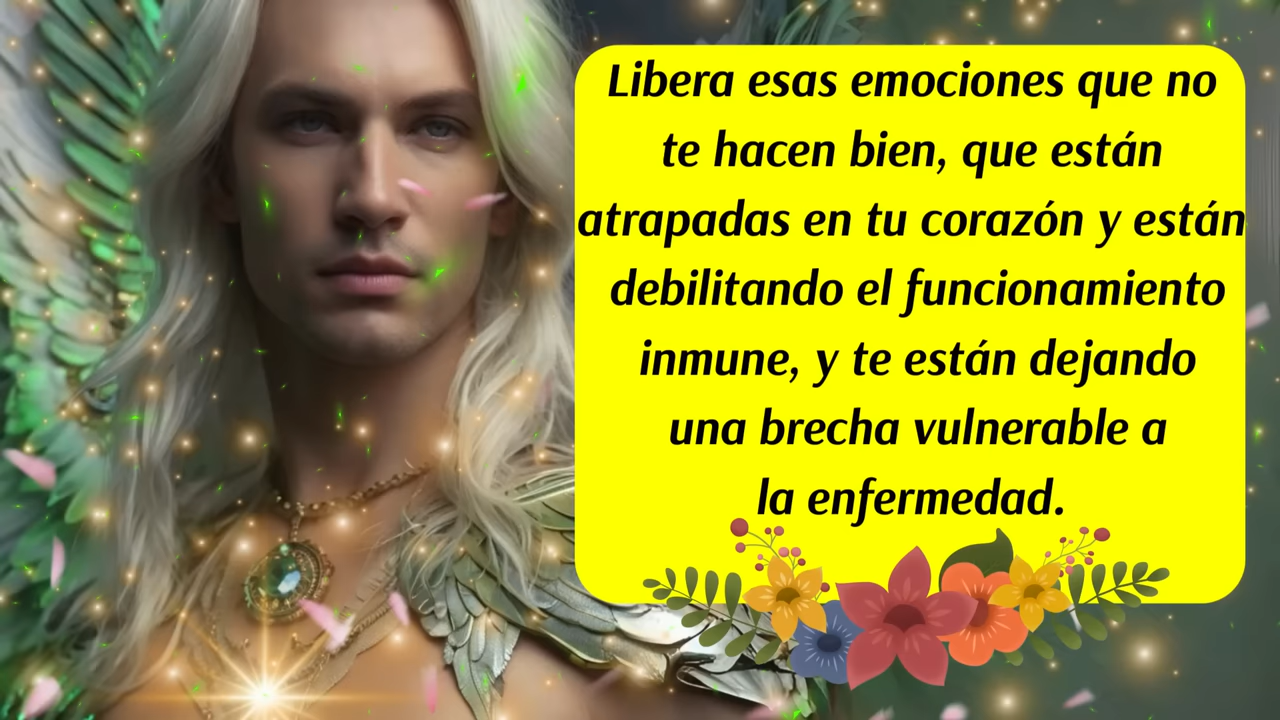 Libera esas emociones que no
te hacen bien, que están
atrapadas en tu corazón y están
debilitando el funcionamiento
inmune, y te están dejando
una brecha vulnerable a
la enfermedad.